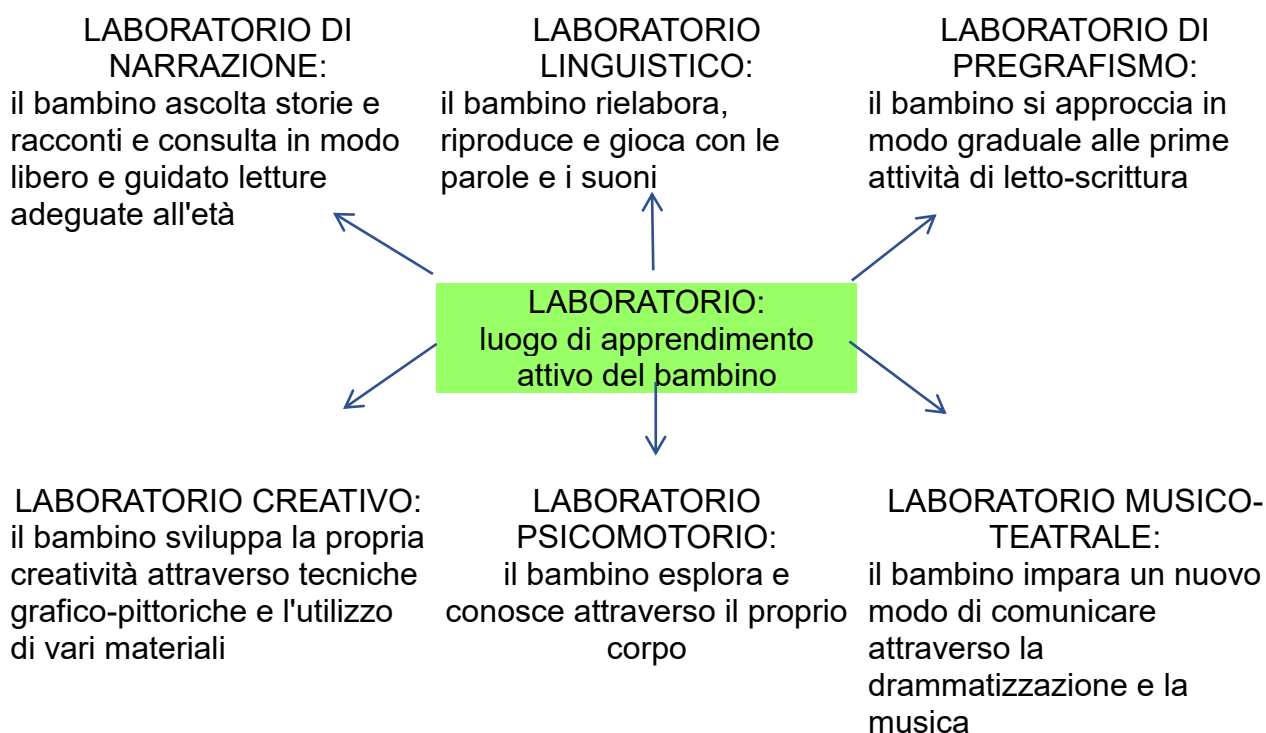 LABORATORIO DI
NARRAZIONE:
il bambino ascolta storie e
racconti e consulta in modo
libero e guidato letture
adeguate all'età
LABORATORIO
LINGUISTICO:
il bambino rielabora,
riproduce e gioca con le
parole e i suoni
LABORATORIO DI
PREGRAFISMO:
il bambino si approccia in
modo graduale alle prime
attività di letto-scrittura
LABORATORIO:
luogo di apprendimento
attivo del bambino
LABORATORIO CREATIVO:
il bambino sviluppa la propria
creatività attraverso tecniche
grafico-pittoriche e l'utilizzo
di vari materiali
LABORATORIO
PSICOMOTORIO:
il bambino esplora e
conosce attraverso il proprio
corpo
LABORATORIO MUSICO-
TEATRALE:
il bambino impara un nuovo
modo di comunicare
attraverso la
drammatizzazione e la
musica